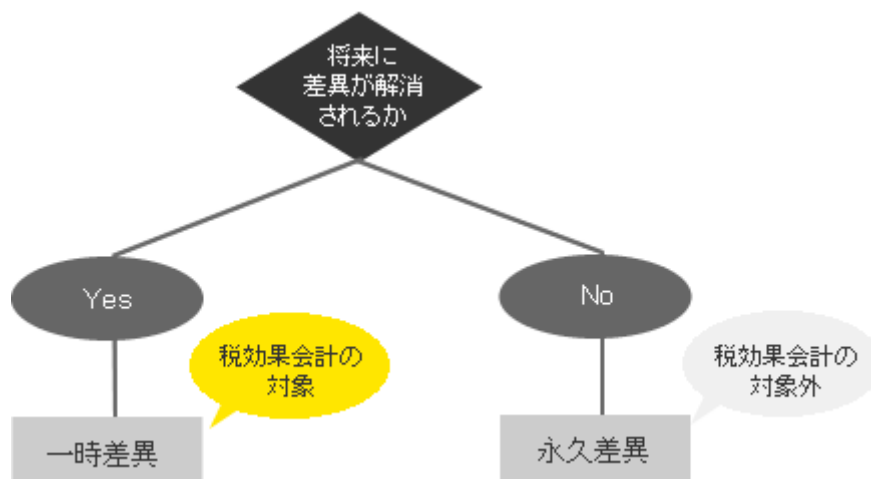 将来に
差異が解消
されるか
Yes
No
税効果会計の
対象
税効果会計の
対象外
一時差異
永久差異